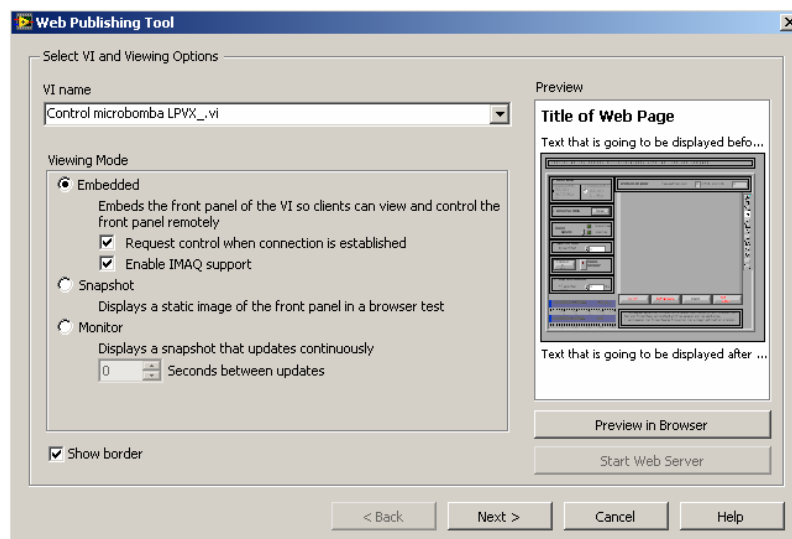 Web Publishing Tool
Select VI and Viewing Options
VI name
Control microbomba LPVX_.vi
Viewing Mode
Embedded
Embeds the front panel of the VI so clients can view and control the
front panel remotely
Request control when connection is established
Enable IMAQ support
Snapshot
Displays a static image of the front panel in a browser test
Monitor
Displays a snapshot that updates continuously
0 Seconds between updates
Show border
Preview
Title of Web Page
Text that is going to be displayed befo...
Text that is going to be displayed after ...
Preview in Browser
Start Web Server
< Back Next > Cancel Help